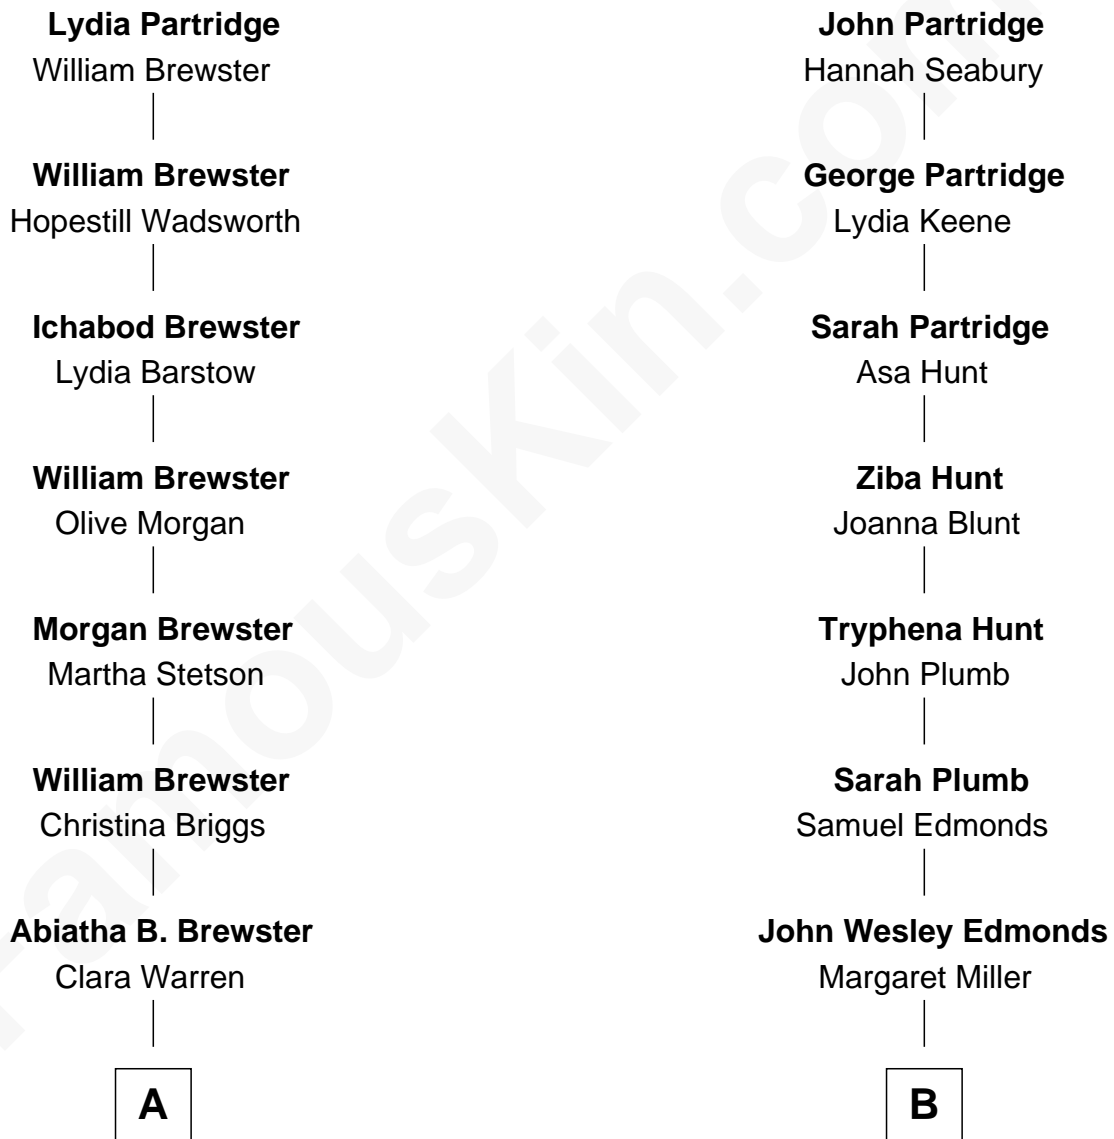 Lydia Partridge
William Brewster
William Brewster
Hopestill Wadsworth
Ichabod Brewster
Lydia Barstow
William Brewster
Olive Morgan
Morgan Brewster
Martha Stetson
William Brewster
Christina Briggs
Abiatha B. Brewster
Clara Warren
A
John Partridge
Hannah Seabury
George Partridge
Lydia Keene
Sarah Partridge
Asa Hunt
Ziba Hunt
Joanna Blunt
Tryphena Hunt
John Plumb
Sarah Plumb
Samuel Edmonds
John Wesley Edmonds
Margaret Miller
B
FamousKin.com